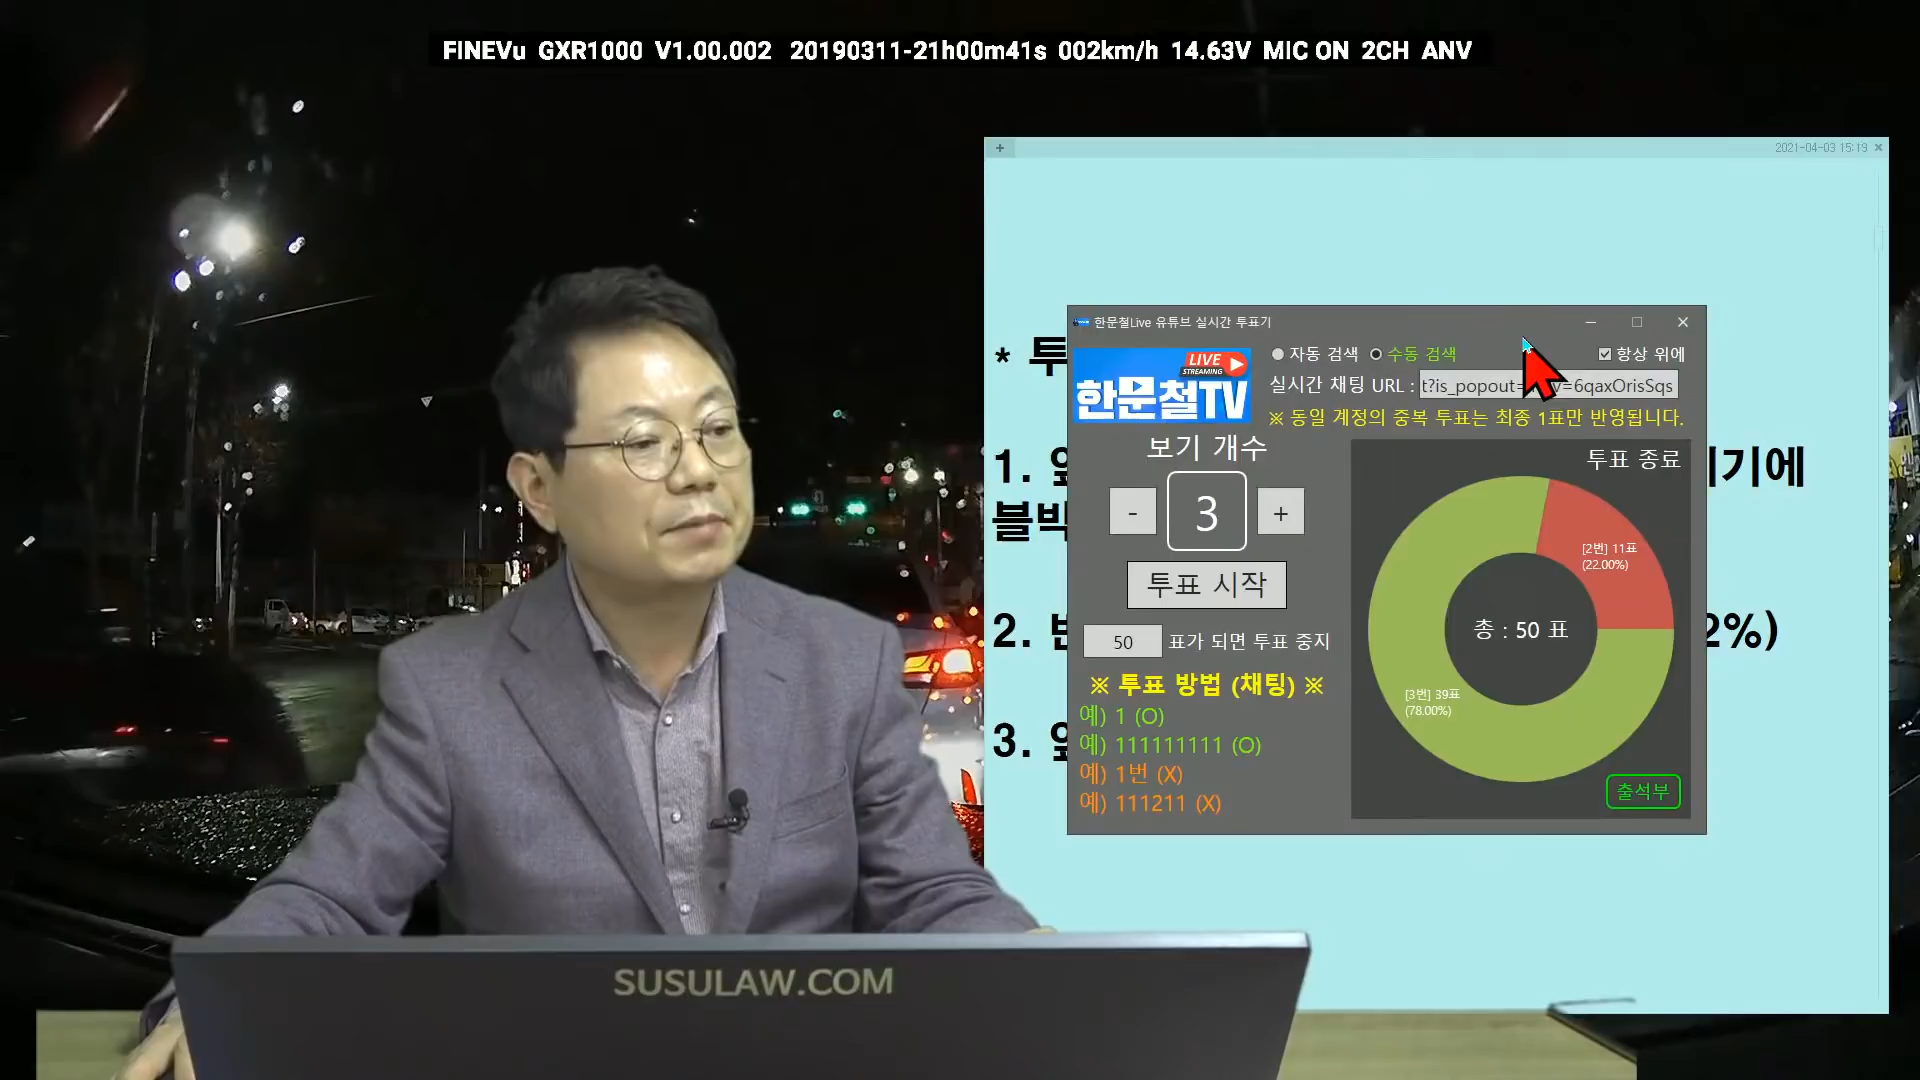 FINEVu GXR1000 V1.00.002 20190311-21h00m41s 002km/h 14.63V MIC ON 2CH ANV
+
2021-04-03 15:19 ×
* 투
1.
기에
블박
2.
2%)
3.
한문철Live 유튜브 실시간 투표기
LIVE
STREAMING
한문철TV
자동 검색 수동 검색
항상 위에
실시간 채팅 URL : t?is_popout= =6qaxOrisSqs
※ 동일 계정의 중복 투표는 최종 1표만 반영됩니다.
보기 개수
- 3 +
투표 시작
50 표가 되면 투표 중지
※ 투표 방법 (채팅) ※
예) 1 (O)
예) 111111111 (O)
예) 1번 (X)
예) 111211 (X)
투표 종료
[2번] 11표
(22.00%)
총 : 50 표
[3번] 39표
(78.00%)
출석부
SUSULAW.COM